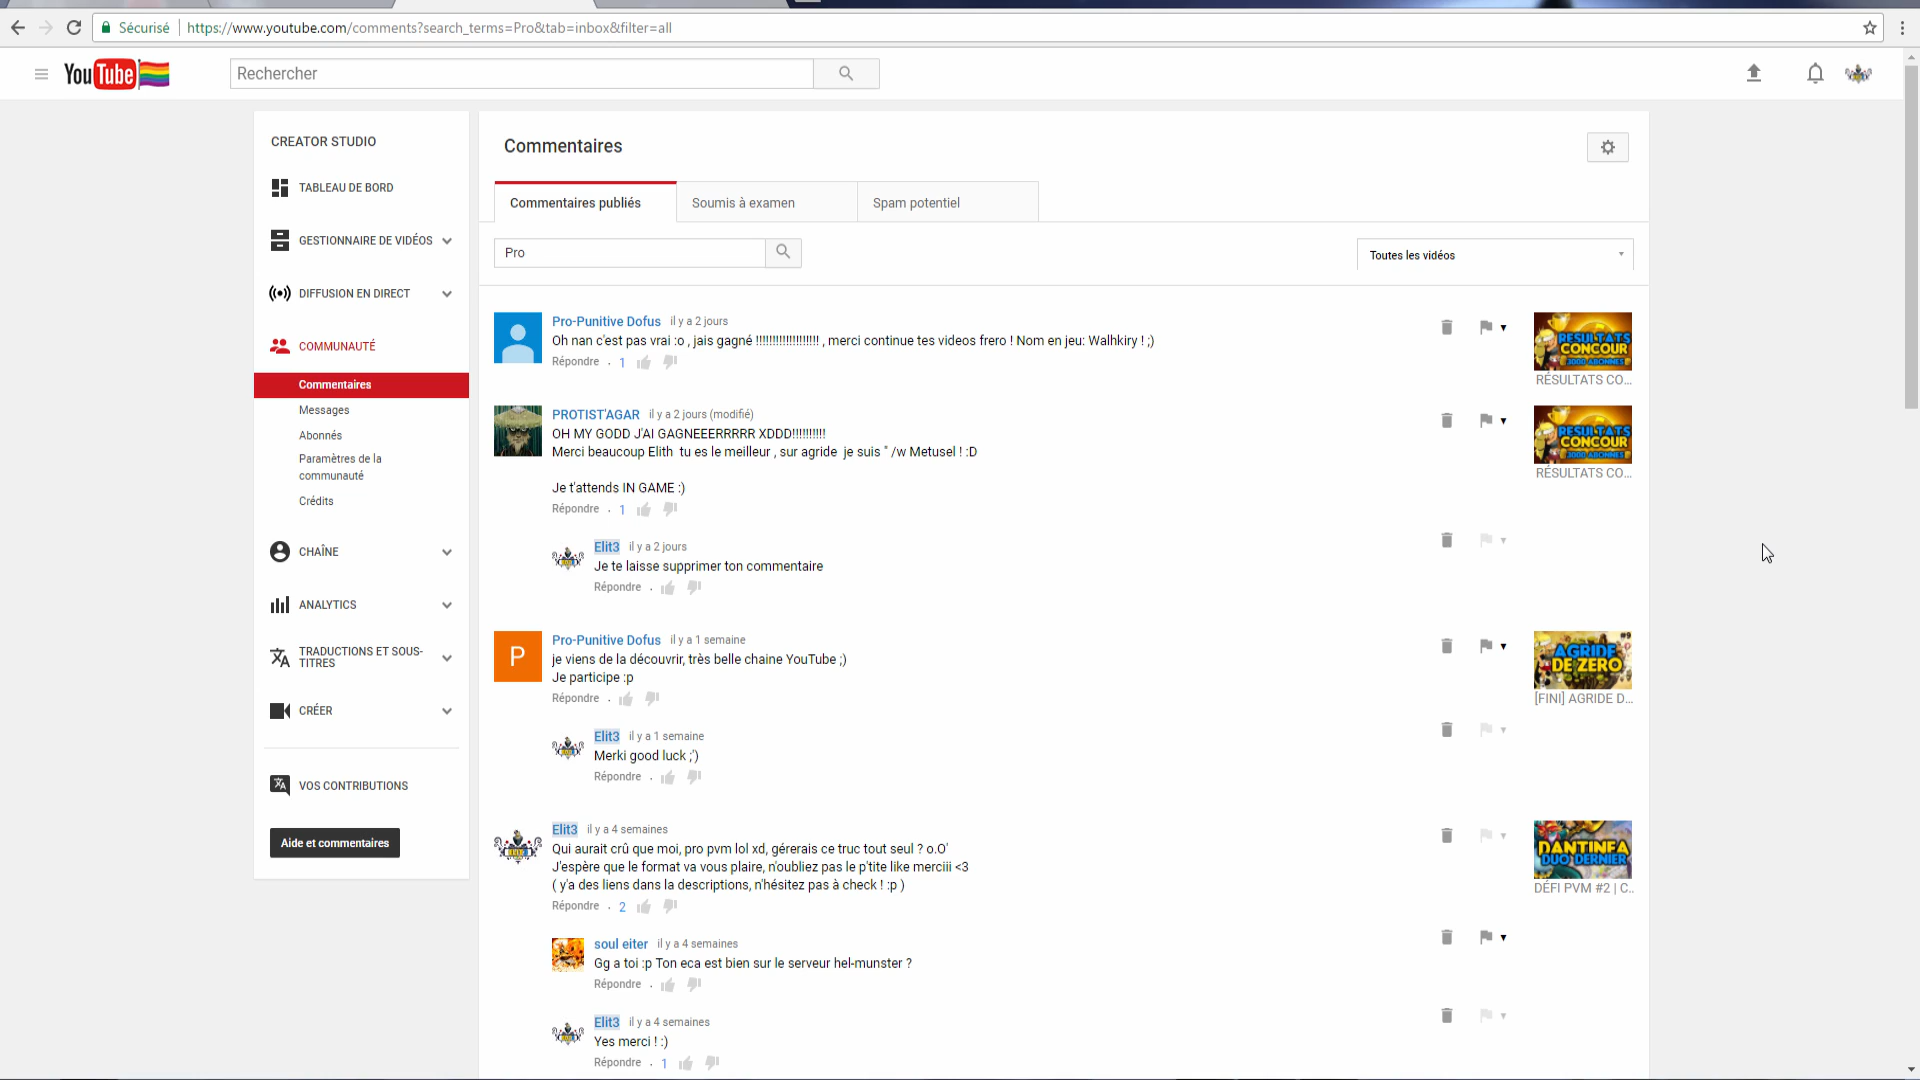 Sécurisé https://www.youtube.com/comments?search_terms=Pro&tab=inbox&filter=all
YouTube
Rechercher
CREATOR STUDIO
TABLEAU DE BORD
GESTIONNAIRE DE VIDÉOS
DIFFUSION EN DIRECT
COMMUNAUTÉ
Commentaires
Messages
Abonnés
Paramètres de la
communauté
Crédits
CHAÎNE
ANALYTICS
TRADUCTIONS ET SOUS-
TITRES
CRÉER
VOS CONTRIBUTIONS
Aide et commentaires
Commentaires
Commentaires publiés Soumis à examen Spam potentiel
Pro
Toutes les vidéos
Pro-Punitive Dofus il y a 2 jours
Oh nan c'est pas vrai :o , jais gagné !!!!!!!!!!!!!!!!!!! , merci continue tes videos frero ! Nom en jeu: Walhkiry ! ;)
Répondre . 1
RESULTATS
CONCOUR
3000 ABONNES
RÉSULTATS CO...
PROTIST'AGAR il y a 2 jours (modifié)
OH MY GODD J'AI GAGNEEERRRRR XDDD!!!!!!!!!!
Merci beaucoup Elith tu es le meilleur , sur agride je suis " /w Metusel ! :D
Je t'attends IN GAME :)
Répondre . 1
RESULTATS
CONCOUR
3000 ABONNES
RÉSULTATS CO...
Elit3 il y a 2 jours
Je te laisse supprimer ton commentaire
Répondre .
P
Pro-Punitive Dofus il y a 1 semaine
je viens de la découvrir, très belle chaine YouTube ;)
Je participe :p
Répondre .
AGRIDE
DE ZERO
[FINI] AGRIDE D...
Elit3 il y a 1 semaine
Merki good luck ;')
Répondre .
Elit3 il y a 4 semaines
Qui aurait crû que moi, pro pvm lol xd, gérerais ce truc tout seul ? o.O'
J'espère que le format va vous plaire, n'oubliez pas le p'tite like merciii <3
( y'a des liens dans la descriptions, n'hésitez pas à check ! :p )
Répondre . 2
DANTINEA
DUO DERNIER
DÉFI PVM #2 | C...
soul eiter il y a 4 semaines
Gg a toi :p Ton eca est bien sur le serveur hel-munster ?
Répondre .
Elit3 il y a 4 semaines
Yes merci ! :)
Répondre . 1